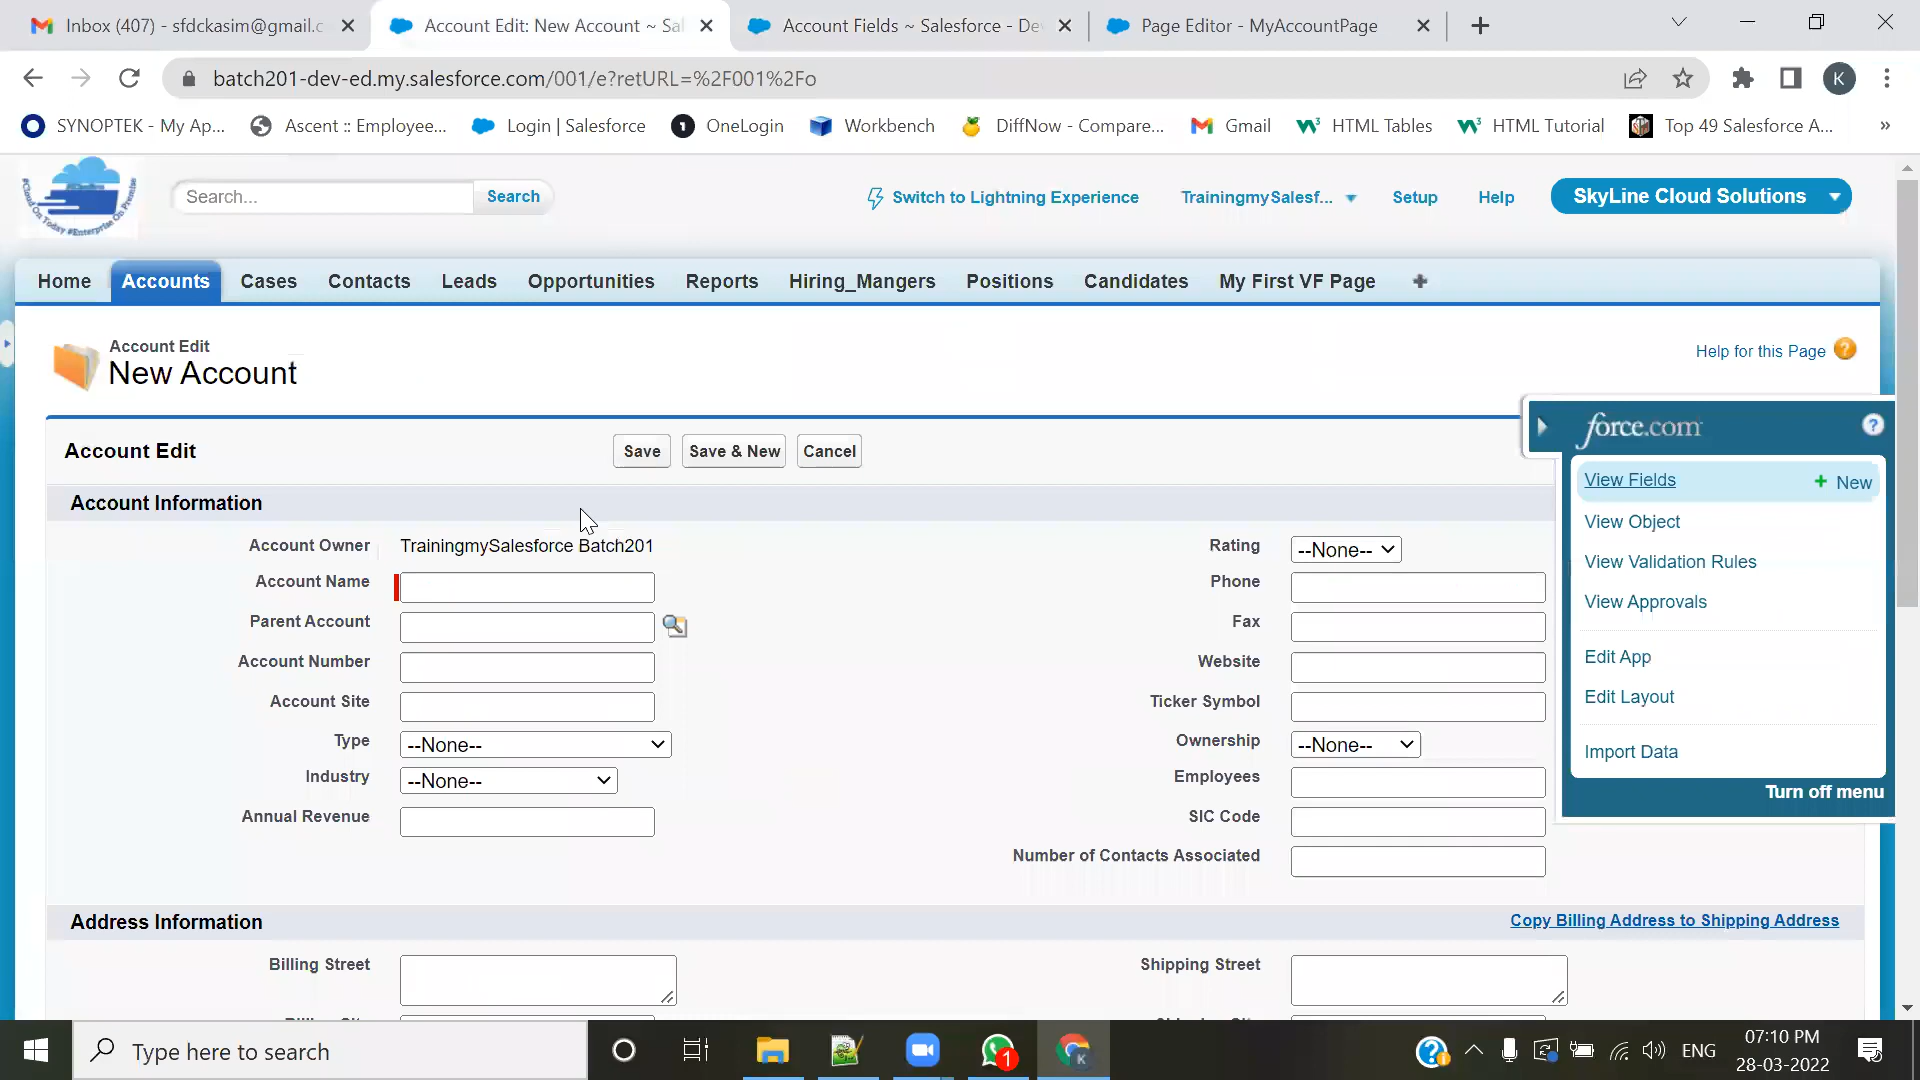 Inbox (407) - sfdckasim@gmail.c
Account Edit: New Account ~ Sal
Account Fields ~ Salesforce - Dev
Page Editor - MyAccountPage
batch201-dev-ed.my.salesforce.com/001/e?retURL=%2F001%2Fo
K
SYNOPTEK - My Ap...
Ascent :: Employee...
Login | Salesforce
OneLogin
Workbench
DiffNow - Compare...
Gmail
HTML Tables
HTML Tutorial
Top 49 Salesforce A...
»
Search...
Search
Switch to Lightning Experience
TrainingmySalesf...
Setup
Help
SkyLine Cloud Solutions
Home
Accounts
Cases
Contacts
Leads
Opportunities
Reports
Hiring_Mangers
Positions
Candidates
My First VF Page
Account Edit
New Account
Help for this Page
Account Edit
Save
Save & New
Cancel
Account Information
Account Owner TrainingmySalesforce Batch201
Account Name
Parent Account
Account Number
Account Site
Type --None--
Industry --None--
Annual Revenue
Rating --None--
Phone
Fax
Website
Ticker Symbol
Ownership --None--
Employees
SIC Code
Number of Contacts Associated
force.com
View Fields + New
View Object
View Validation Rules
View Approvals
Edit App
Edit Layout
Import Data
Turn off menu
Address Information
Copy Billing Address to Shipping Address
Billing Street
Shipping Street
Type here to search
1
K
ENG
07:10 PM
28-03-2022